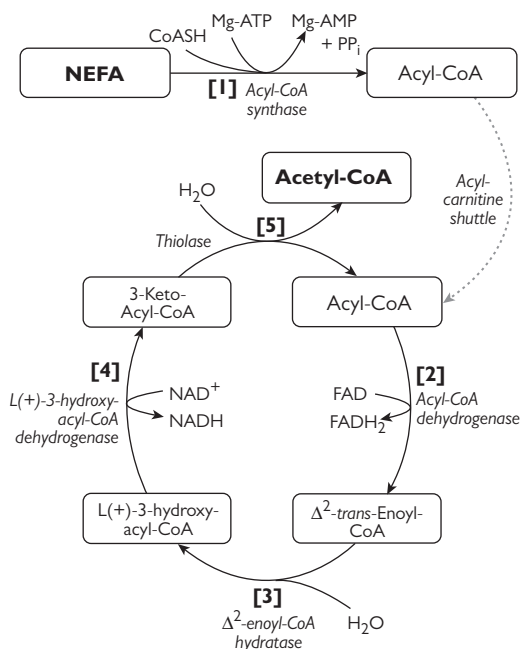 Mg-ATP
Mg-AMP
CoASH
+ PPi
NEFA
Acyl-CoA
[1] Acyl-CoA
synthase
Acyl-
carnitine
shuttle
Acetyl-CoA
H2O
[5]
Thiolase
3-Keto-
Acyl-CoA
Acyl-CoA
[4]
L(+)-3-hydroxy-
acyl-CoA
dehydrogenase
NAD+
NADH
FAD
FADH2
[2]
Acyl-CoA
dehydrogenase
L(+)-3-hydroxy-
acyl-CoA
Δ2-trans-Enoyl-
CoA
[3]
Δ2-enoyl-CoA
hydratase
H2O